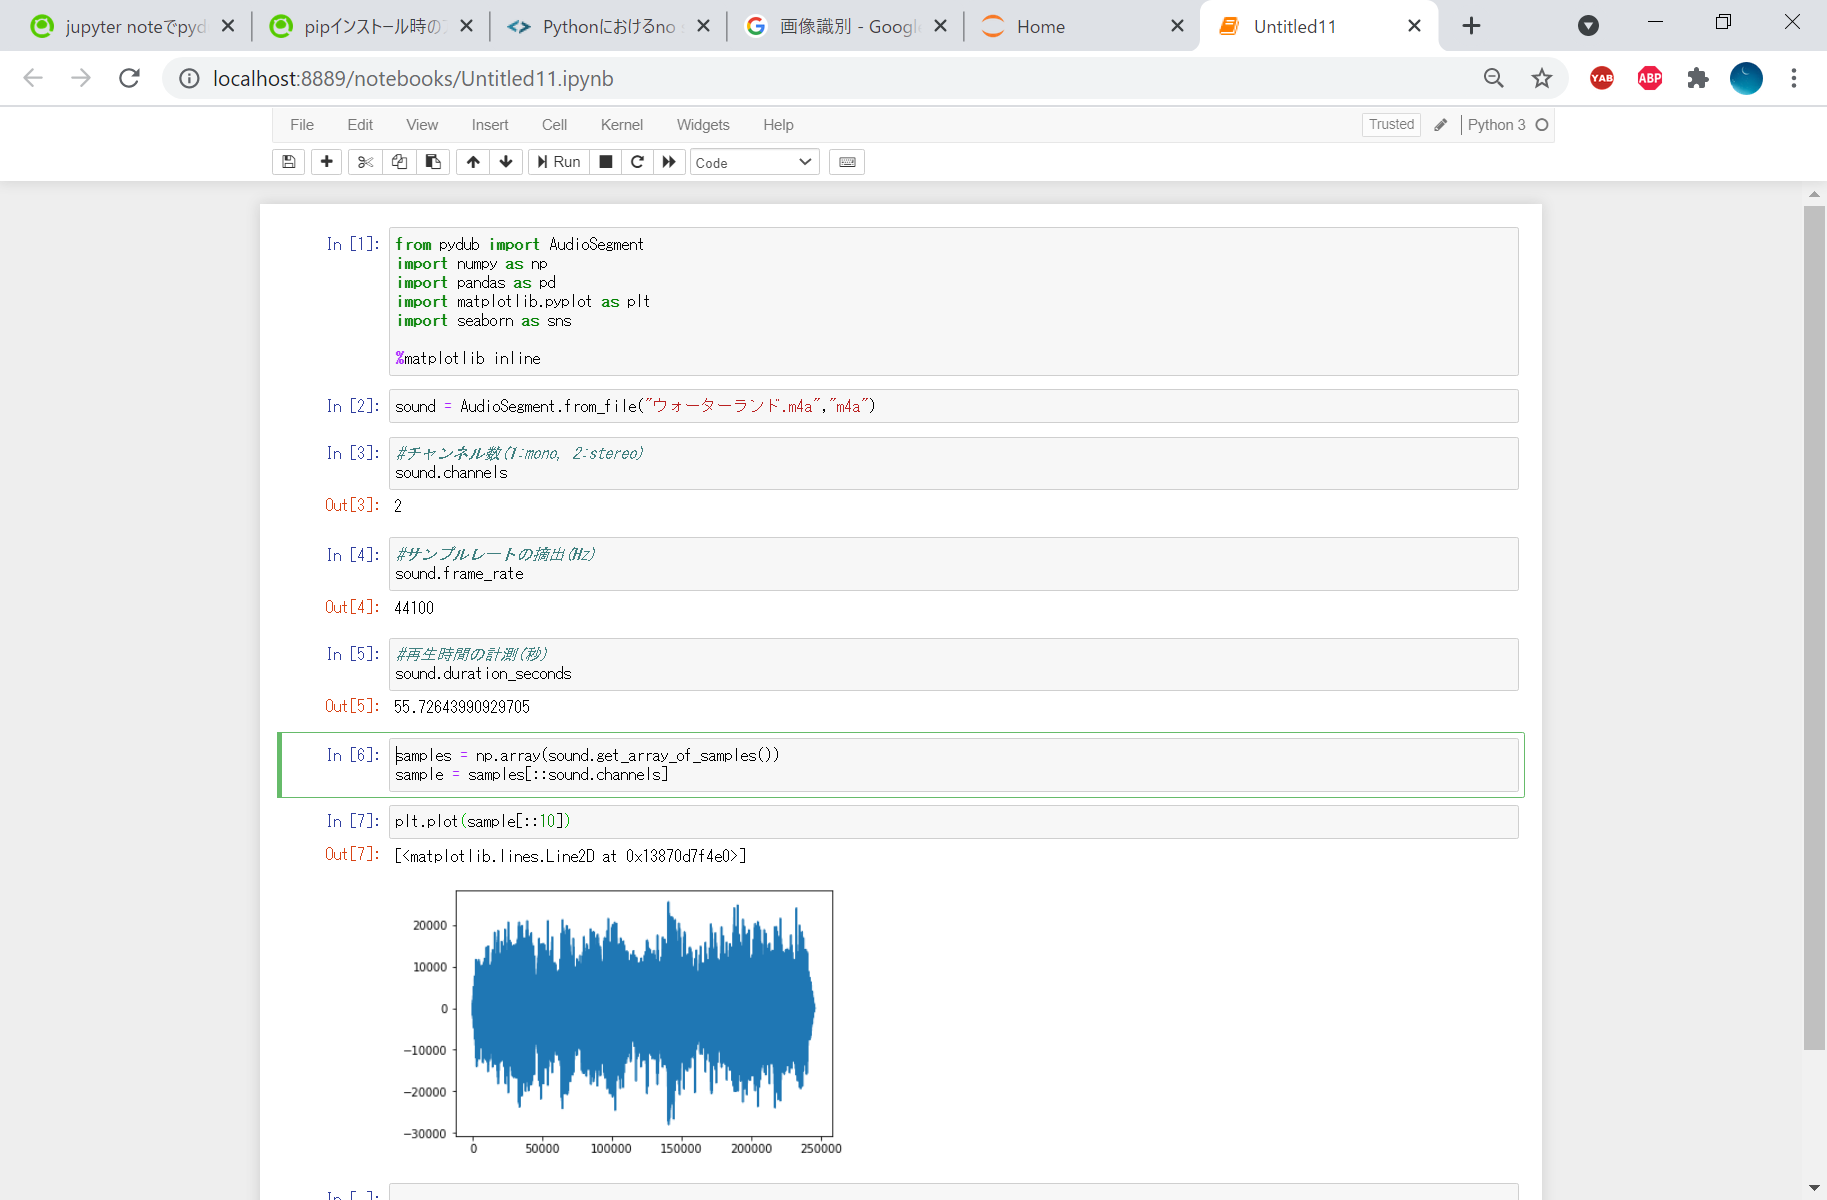 jupyter noteでpyd
pipインストール時の
Pythonにおけるno
画像識別 - Googl
Home
Untitled11
localhost:8889/notebooks/Untitled11.ipynb
YAB
ABP
File Edit View Insert Cell Kernel Widgets Help
Trusted
Python 3
Run
Code
In [1]:
from pydub import AudioSegment
import numpy as np
import pandas as pd
import matplotlib.pyplot as plt
import seaborn as sns
%matplotlib inline
In [2]:
sound = AudioSegment.from_file("ウォーターランド.m4a","m4a")
In [3]:
#チャンネル数(1:mono, 2:stereo)
sound.channels
Out[3]:
2
In [4]:
#サンプルレートの摘出(Hz)
sound.frame_rate
Out[4]:
44100
In [5]:
#再生時間の計測(秒)
sound.duration_seconds
Out[5]:
55.72643990929705
In [6]:
samples = np.array(sound.get_array_of_samples())
sample = samples[::sound.channels]
In [7]:
plt.plot(sample[::10])
Out[7]:
[<matplotlib.lines.Line2D at 0x13870d7f4e0>]
20000
10000
0
−10000
−20000
−30000
0 50000 100000 150000 200000 250000
In [ ]: